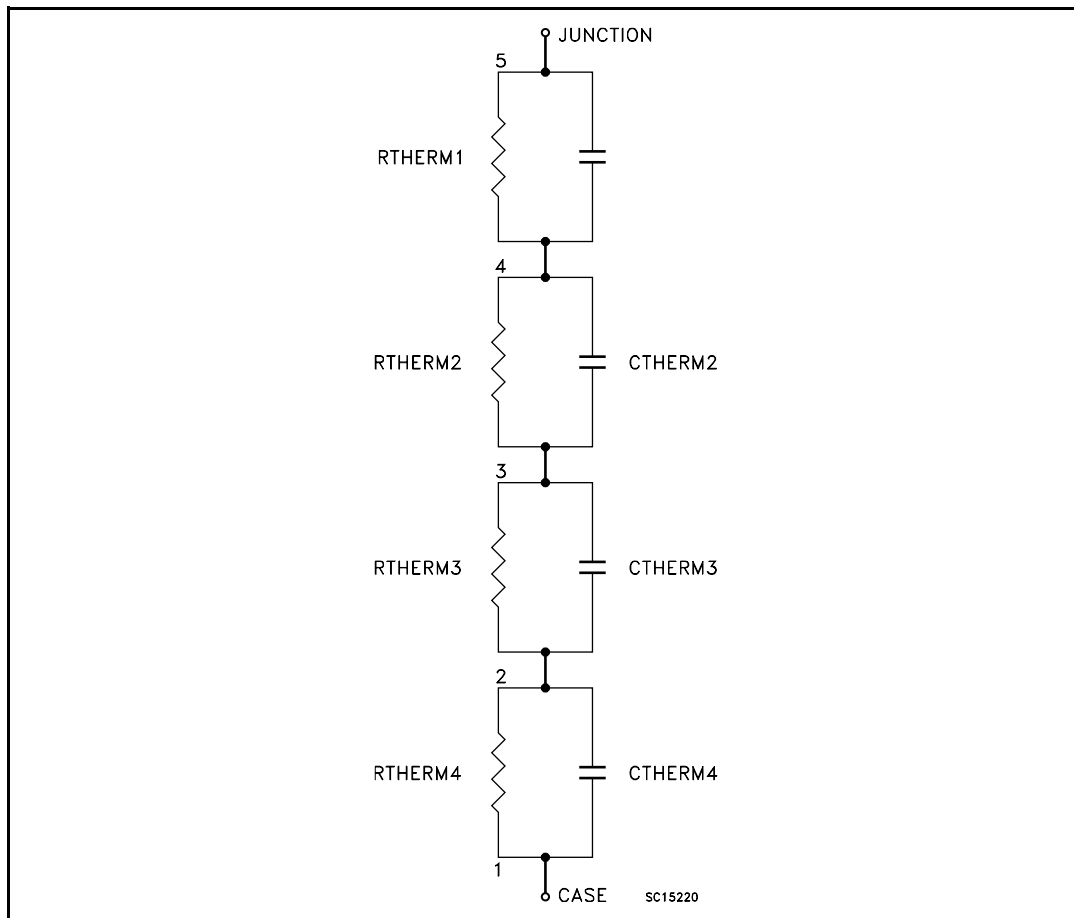 JUNCTION
5
RTHERM1
4
RTHERM2 CTHERM2
3
RTHERM3 CTHERM3
2
RTHERM4 CTHERM4
1
CASE SC15220